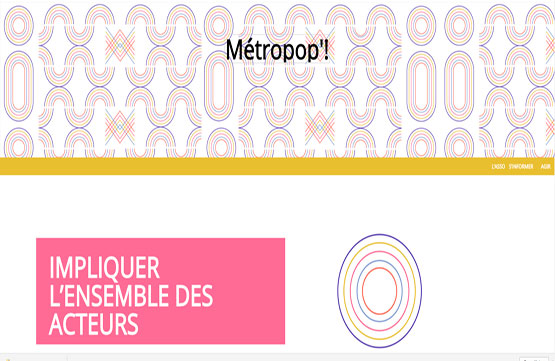 Métropop'!
L'ASSO S'INFORMER AGIR
IMPLIQUER
L'ENSEMBLE DES
ACTEURS